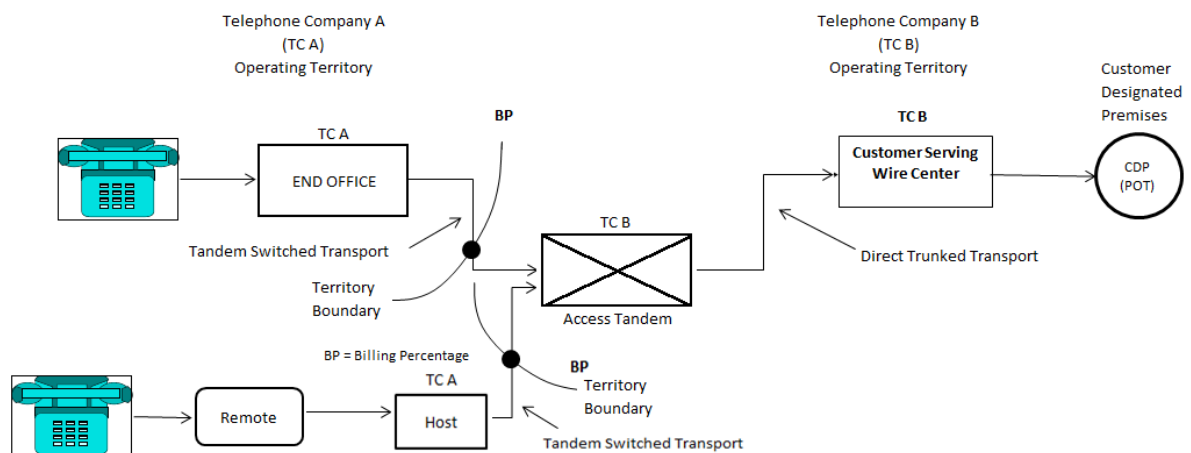 Telephone Company A
(TC A)
Operating Territory
Telephone Company B
(TC B)
Operating Territory
Customer
Designated
Premises
BP
TC A
END OFFICE
TC B
Customer Serving
Wire Center
CDP
(POT)
Tandem Switched Transport
TC B
Direct Trunked Transport
Territory
Boundary
Access Tandem
BP = Billing Percentage
BP
TC A
Territory
Boundary
Remote
Host
Tandem Switched Transport